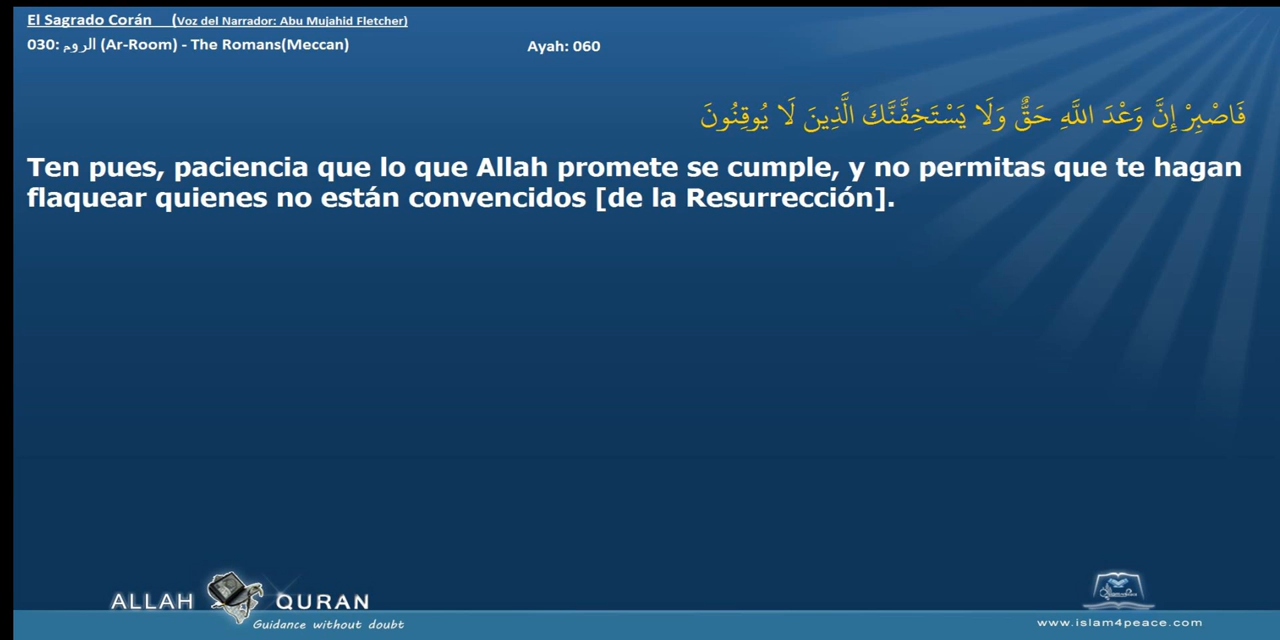 El Sagrado Corán (Voz del Narrador: Abu Mujahid Fletcher)
030: الروم (Ar-Room) - The Romans(Meccan) Ayah: 060
فَاصْبِرْ إِنَّ وَعْدَ اللَّهِ حَقٌّ وَلَا يَسْتَخِفَّنَّكَ الَّذِينَ لَا يُوقِنُونَ
Ten pues, paciencia que lo que Allah promete se cumple, y no permitas que te hagan
flaquear quienes no están convencidos [de la Resurrección].
ALLAH QURAN
Guidance without doubt
www.islam4peace.com